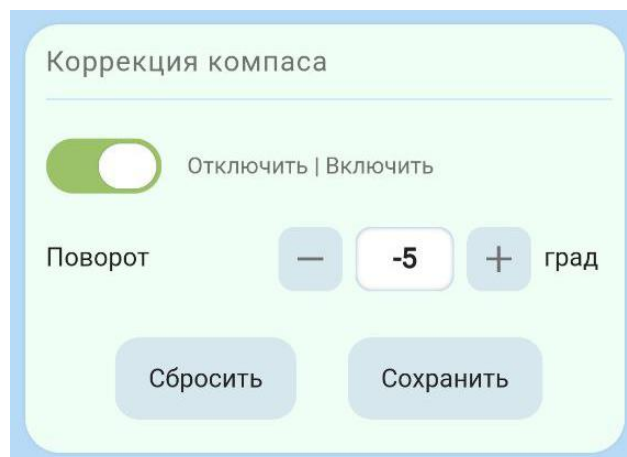 Коррекция компаса
Отключить | Включить
Поворот — -5 + град
Сбросить Сохранить